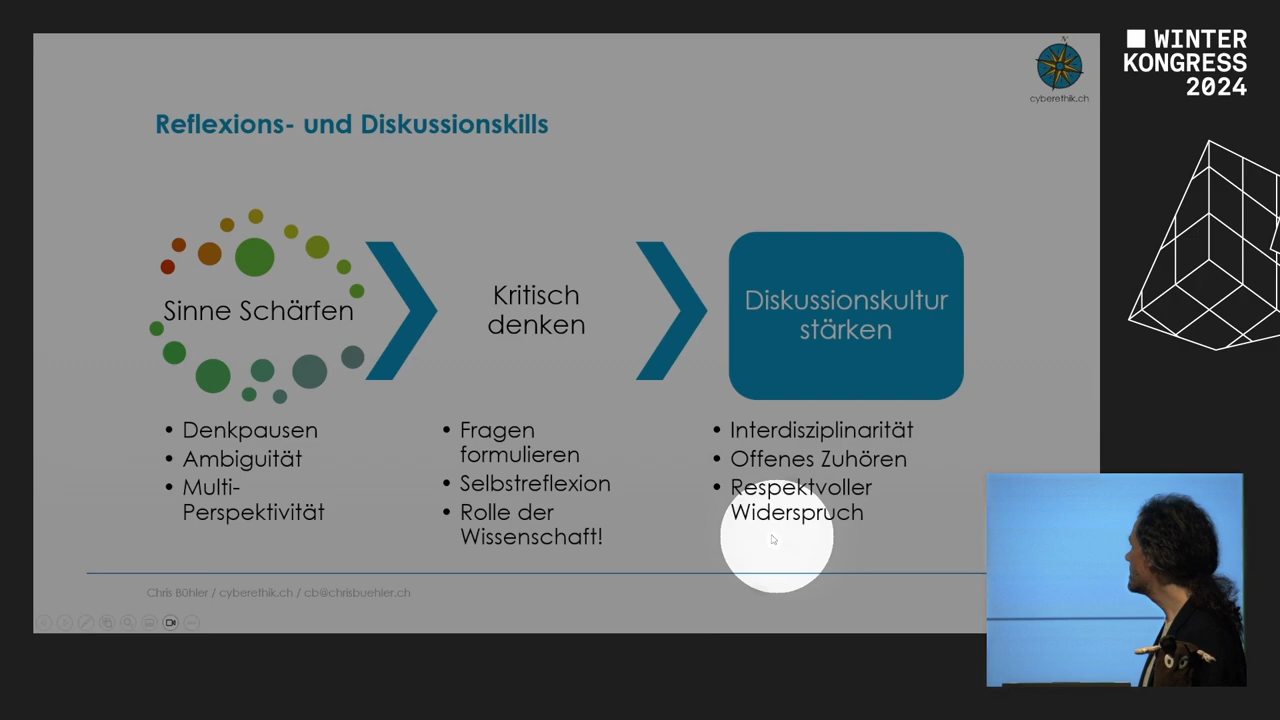 WINTER
KONGRESS
2024
N
cyberethik.ch
Reflexions- und Diskussionskills
Sinne Schärfen
Kritisch
denken
Diskussionskultur
stärken
• Denkpausen
• Ambiguität
• Multi-
Perspektivität
• Fragen
formulieren
• Selbstreflexion
• Rolle der
Wissenschaft!
• Interdisziplinarität
• Offenes Zuhören
• Respektvoller
Widerspruch
Chris Bühler / cyberethik.ch / cb@chrisbuehler.ch